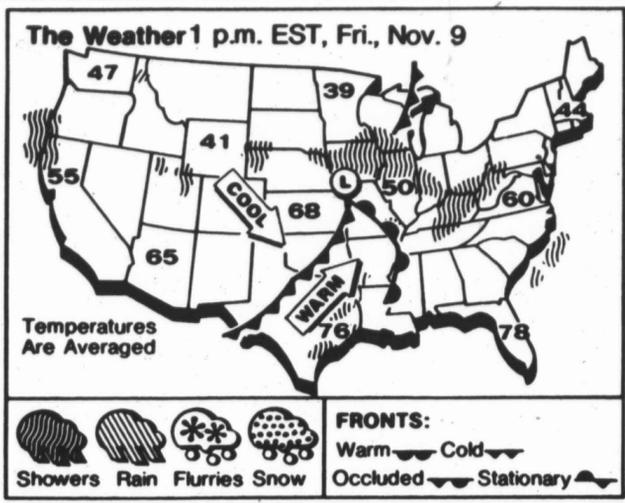 The Weather 1 p.m. EST, Fri., Nov. 9
47
39
44
41
55
50
60
COOL
L
68
65
WARM
76
78
Temperatures
Are Averaged
Showers Rain Flurries Snow
FRONTS:
Warm Cold
Occluded Stationary